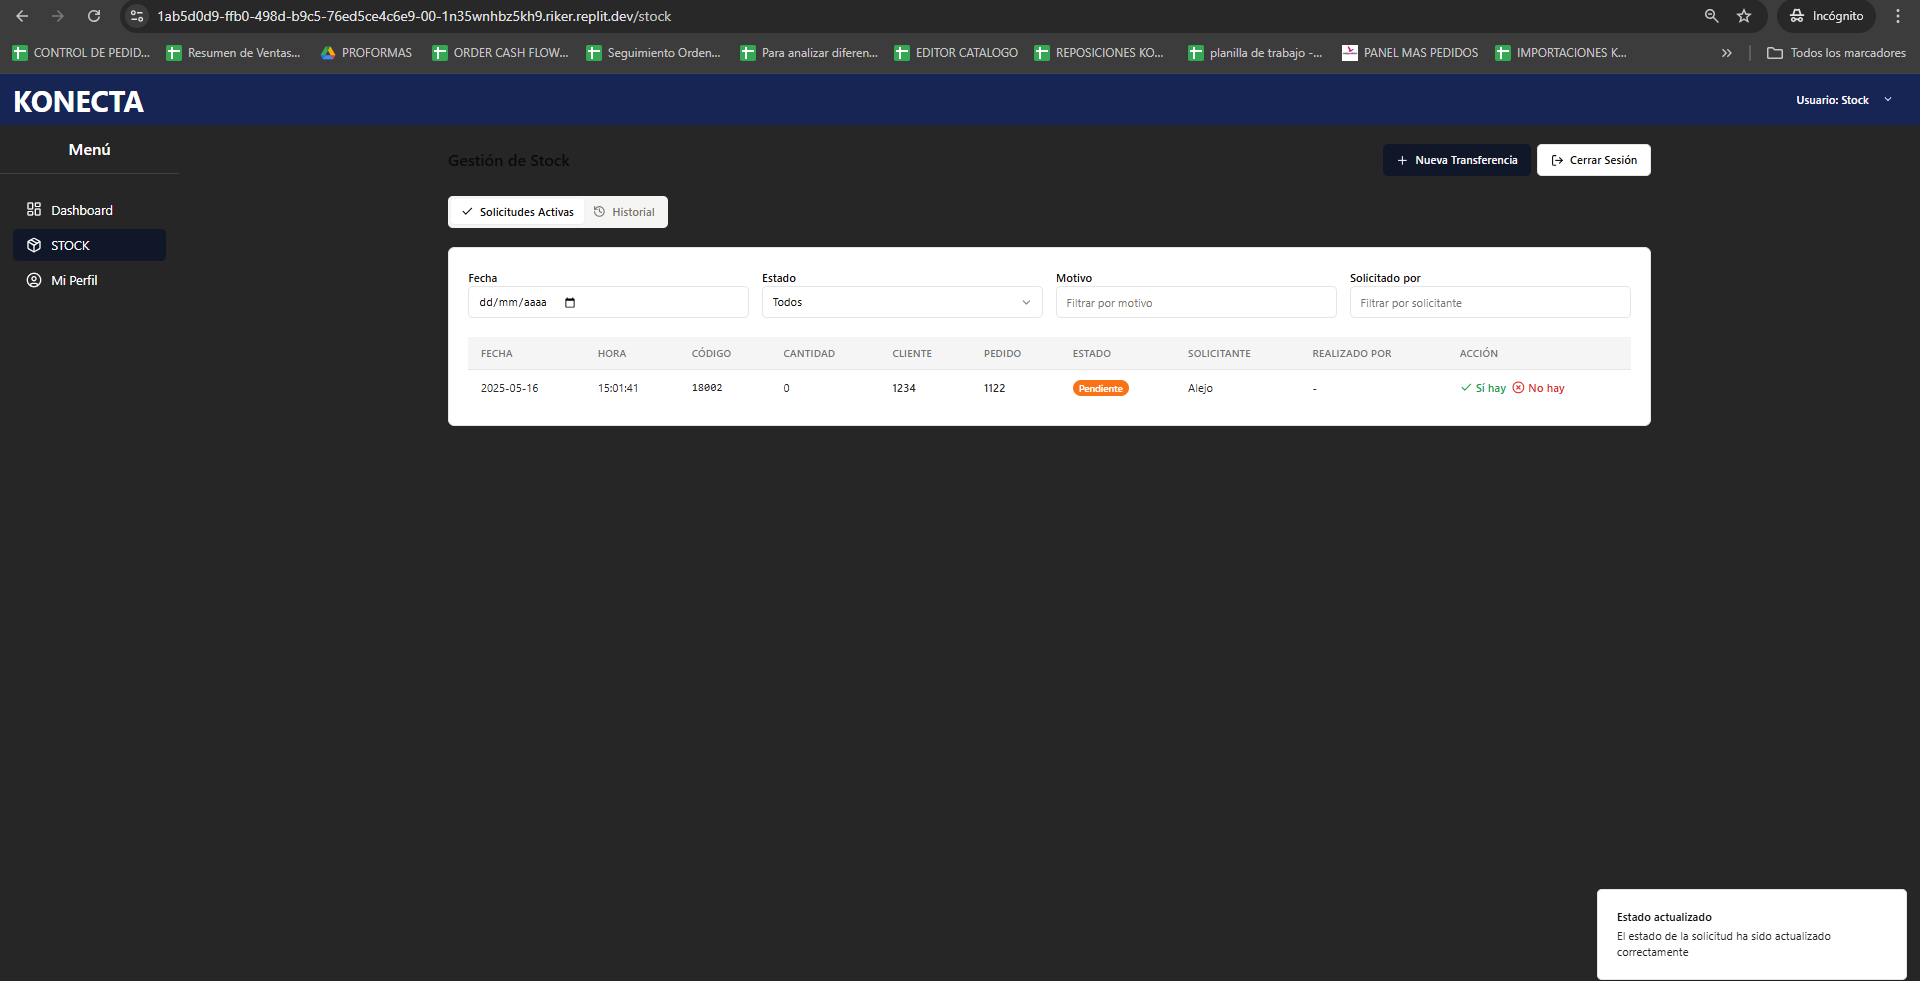 1ab5d0d9-ffb0-498d-b9c5-76ed5ce4c6e9-00-1n35wnhbz5kh9.riker.replit.dev/stock
Incógnito
CONTROL DE PEDID...
Resumen de Ventas...
PROFORMAS
ORDER CASH FLOW...
Seguimiento Orden...
Para analizar diferen...
EDITOR CATALOGO
REPOSICIONES KO...
planilla de trabajo -...
PANEL MAS PEDIDOS
IMPORTACIONES K...
»
Todos los marcadores
KONECTA
Usuario: Stock
Menú
Dashboard
STOCK
Mi Perfil
Gestión de Stock
+ Nueva Transferencia
Cerrar Sesión
Solicitudes Activas
Historial
Fecha
Estado
Motivo
Solicitado por
dd/mm/aaaa
Todos
Filtrar por motivo
Filtrar por solicitante
FECHA HORA CÓDIGO CANTIDAD CLIENTE PEDIDO ESTADO SOLICITANTE REALIZADO POR ACCIÓN
2025-05-16 15:01:41 18002 0 1234 1122 Pendiente Alejo - Sí hay No hay
Estado actualizado
El estado de la solicitud ha sido actualizado
correctamente